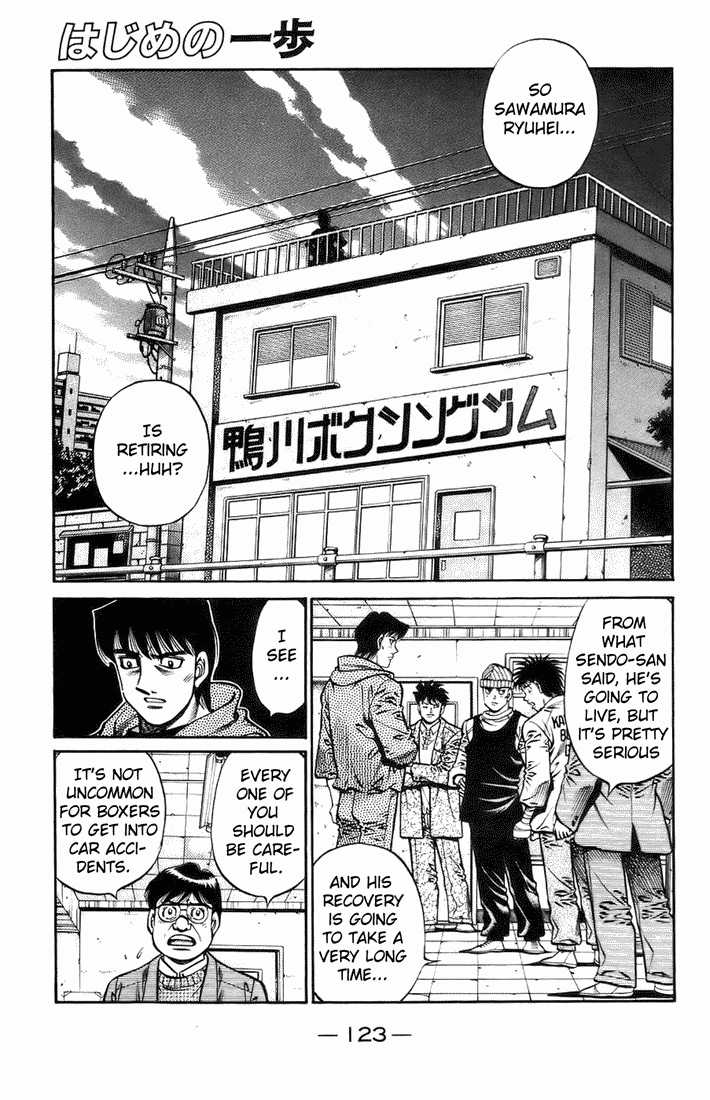 はじめの一歩
SO
SAWAMURA
RYUHEI...
IS
RETIRING
...HUH?
鴨川ボクシングジム
FROM
WHAT
SENDO-SAN
SAID, HE'S
GOING TO
LIVE, BUT
IT'S PRETTY
SERIOUS
AND HIS
RECOVERY
IS GOING
TO TAKE A
VERY LONG
TIME...
I
SEE
...
EVERY
ONE OF
YOU
SHOULD
BE CARE-
FUL.
IT'S NOT
UNCOMMON
FOR BOXERS
TO GET INTO
CAR ACCI-
DENTS.
—123—